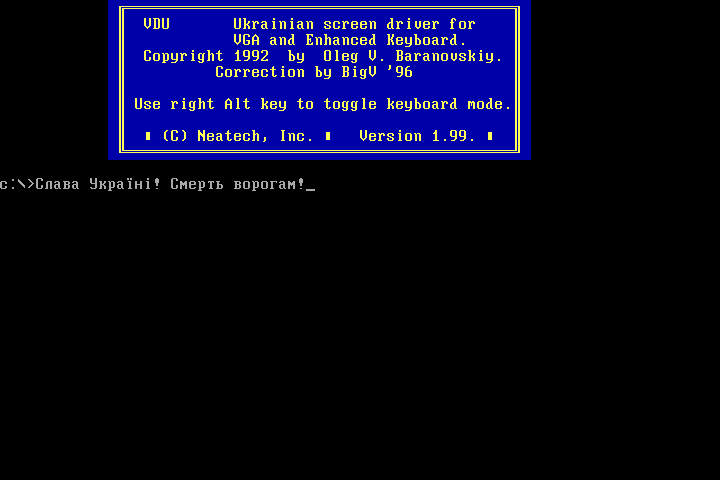 VDU Ukrainian screen driver for
VGA and Enhanced Keyboard.
Copyright 1992 by Oleg V. Baranovskiy.
Correction by BigV '96
Use right Alt key to toggle keyboard mode.
(C) Neatech, Inc. Version 1.99.
c:\>Слава Україні! Смерть ворогам!_